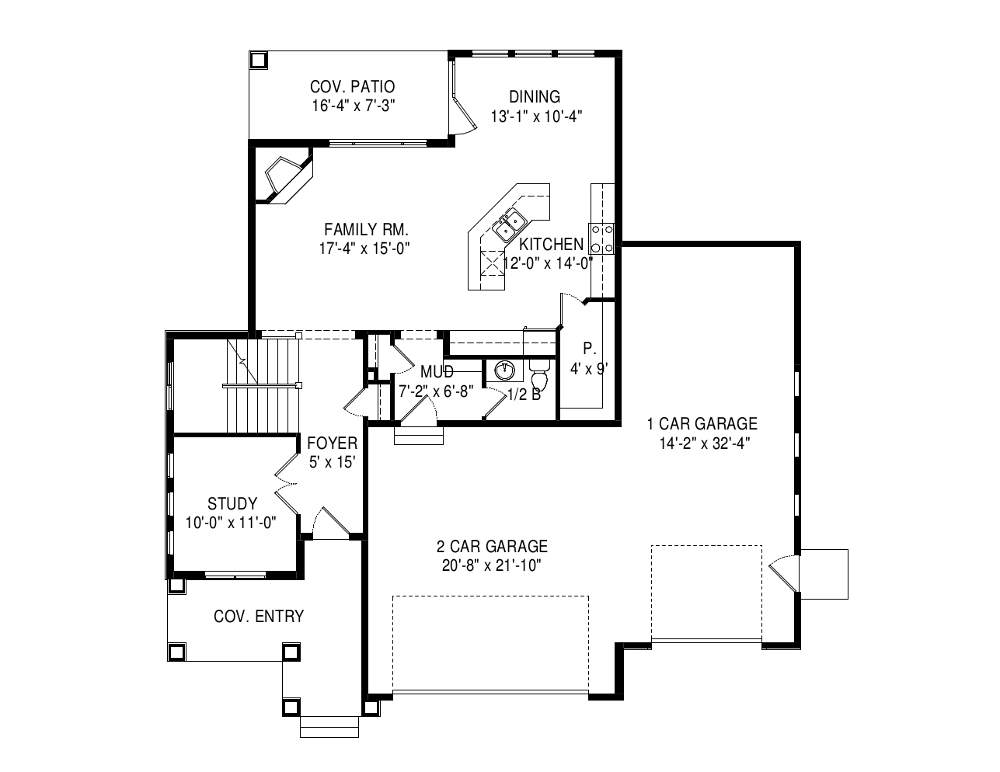 COV. PATIO
16'-4" x 7'-3"
DINING
13'-1" x 10'-4"
FAMILY RM.
17'-4" x 15'-0"
KITCHEN
12'-0" x 14'-0"
P.
4' x 9'
MUD
7'-2" x 6'-8"
1/2 B
1 CAR GARAGE
14'-2" x 32'-4"
FOYER
5' x 15'
STUDY
10'-0" x 11'-0"
2 CAR GARAGE
20'-8" x 21'-10"
COV. ENTRY